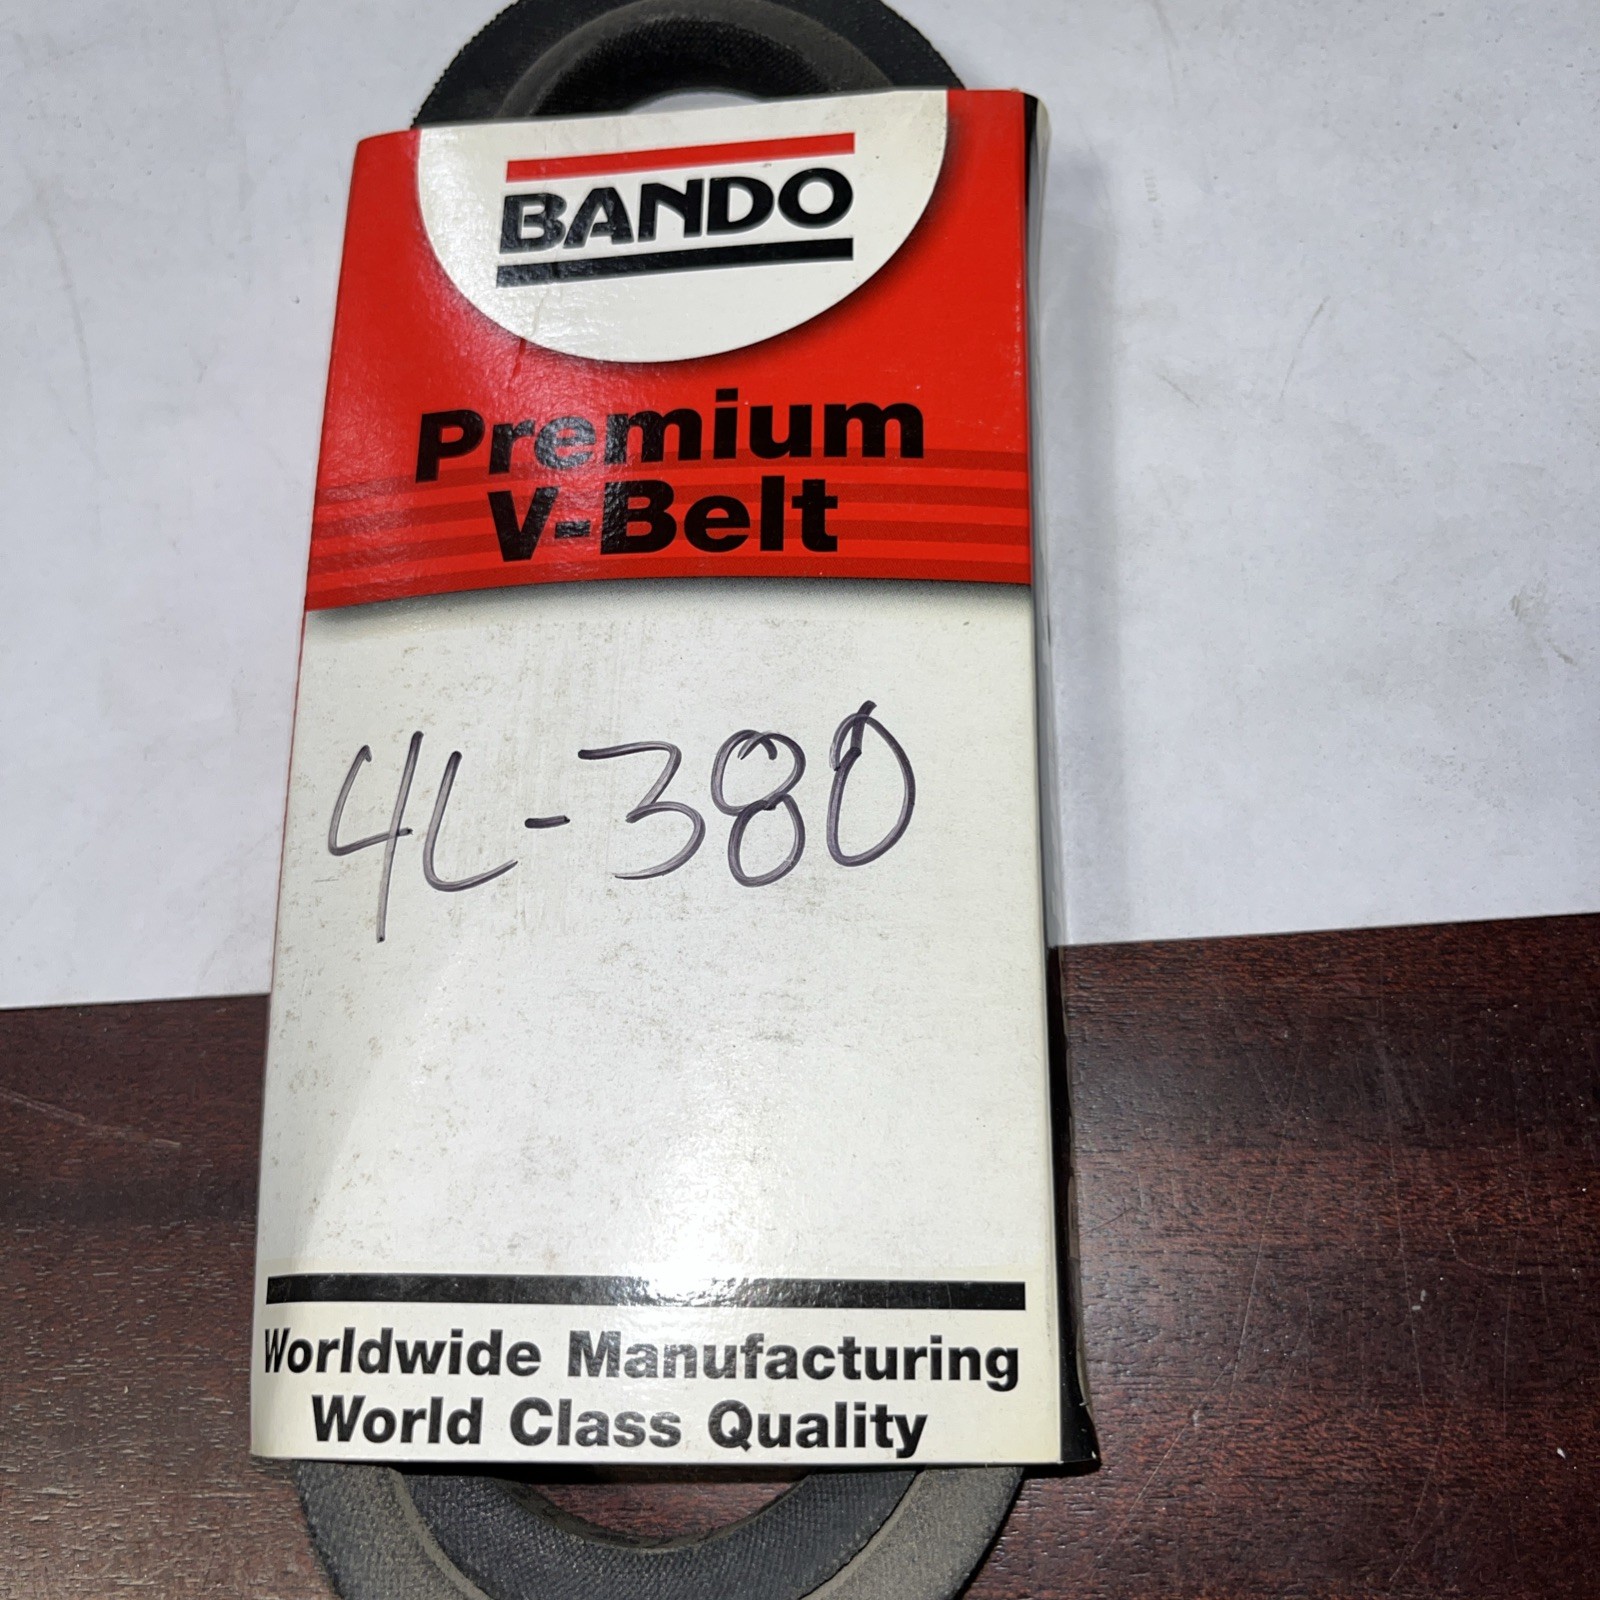 BANDO
Premium
V-Belt
4L-380
Worldwide Manufacturing
World Class Quality